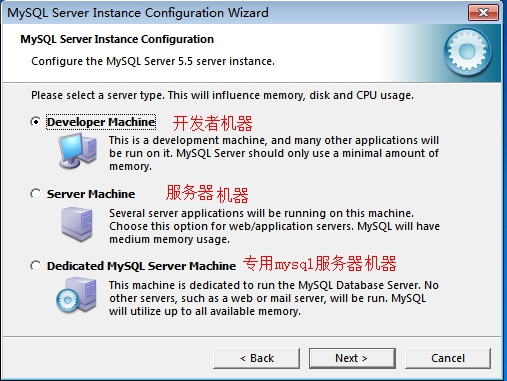 MySQL Server Instance Configuration Wizard
MySQL Server Instance Configuration
Configure the MySQL Server 5.5 server instance.
Please select a server type. This will influence memory, disk and CPU usage.
Developer Machine 开发者机器
This is a development machine, and many other applications will
be run on it. MySQL Server should only use a minimal amount of
memory.
Server Machine 服务器机器
Several server applications will be running on this machine.
Choose this option for web/application servers. MySQL will have
medium memory usage.
Dedicated MySQL Server Machine 专用mysql服务器机器
This machine is dedicated to run the MySQL Database Server. No
other servers, such as a web or mail server, will be run. MySQL
will utilize up to all available memory.
< Back Next > Cancel